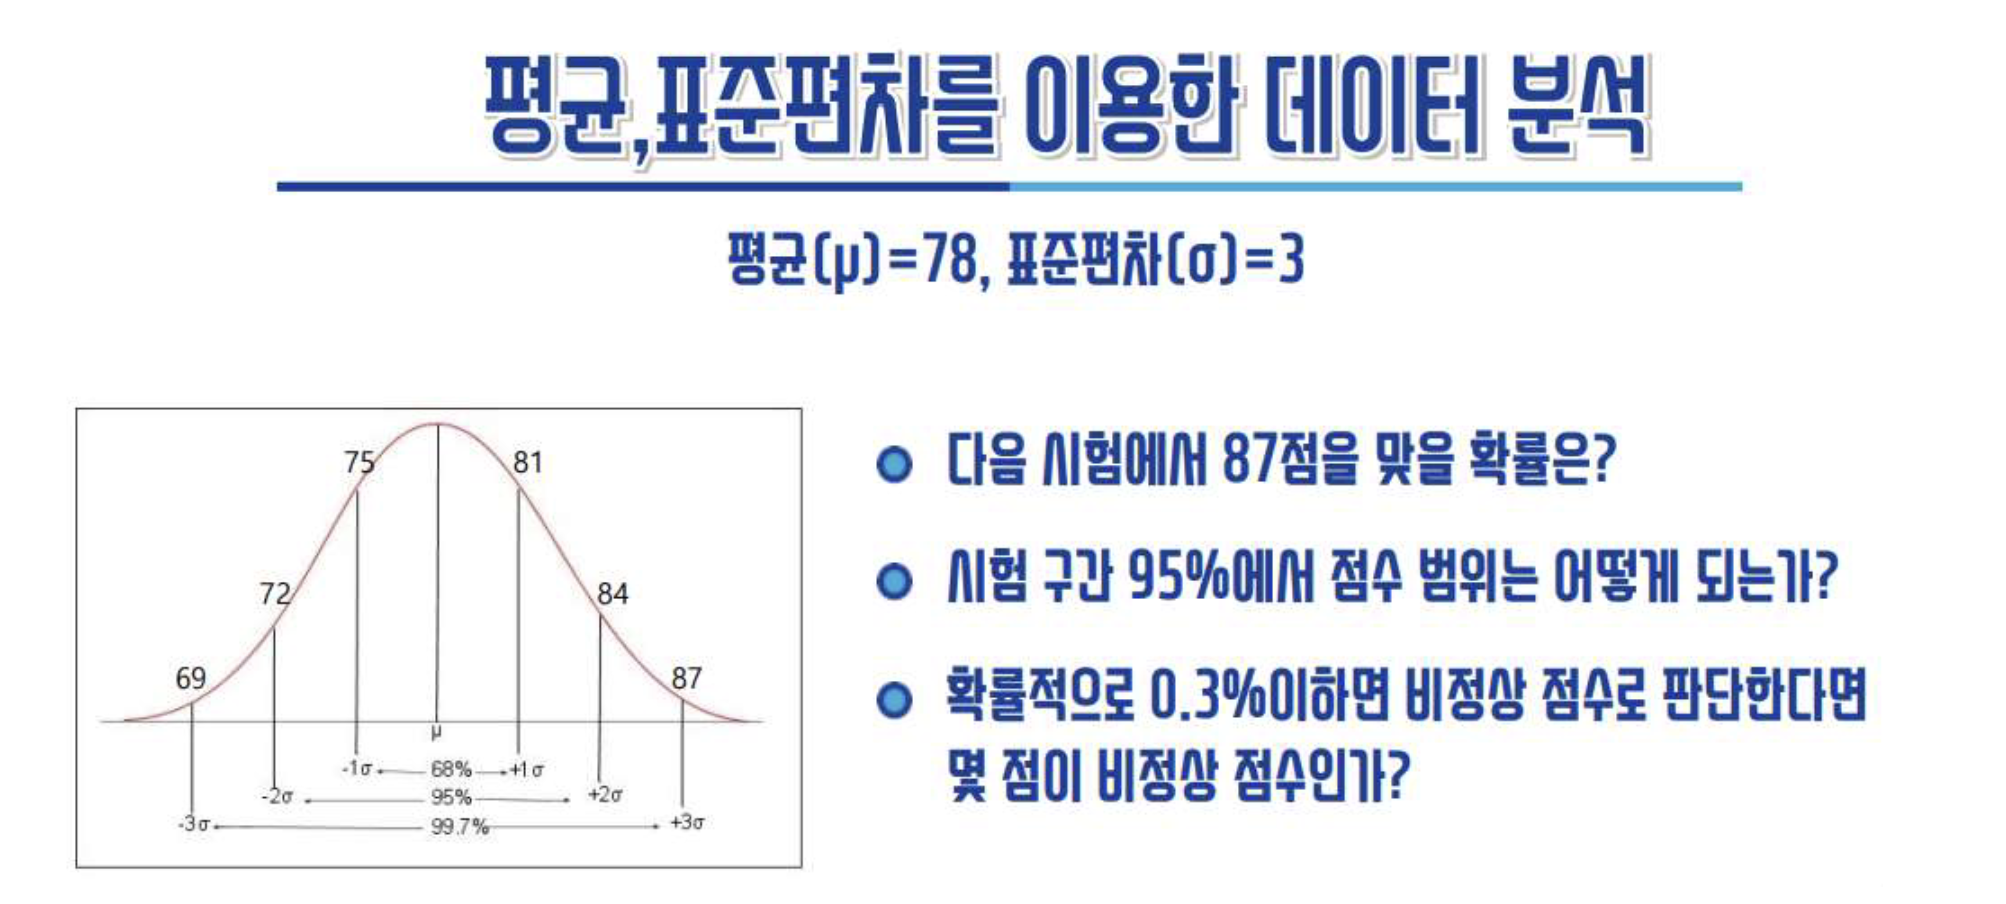 평균,표준편차를 이용한 데이터 분석
평균(μ)=78, 표준편차(σ)=3
75
81
72
84
69
87
μ
-1σ 68% +1σ
-2σ 95% +2σ
-3σ 99.7% +3σ
다음 시험에서 87점을 맞을 확률은?
시험 구간 95%에서 점수 범위는 어떻게 되는가?
확률적으로 0.3%이하면 비정상 점수로 판단한다면
몇 점이 비정상 점수인가?